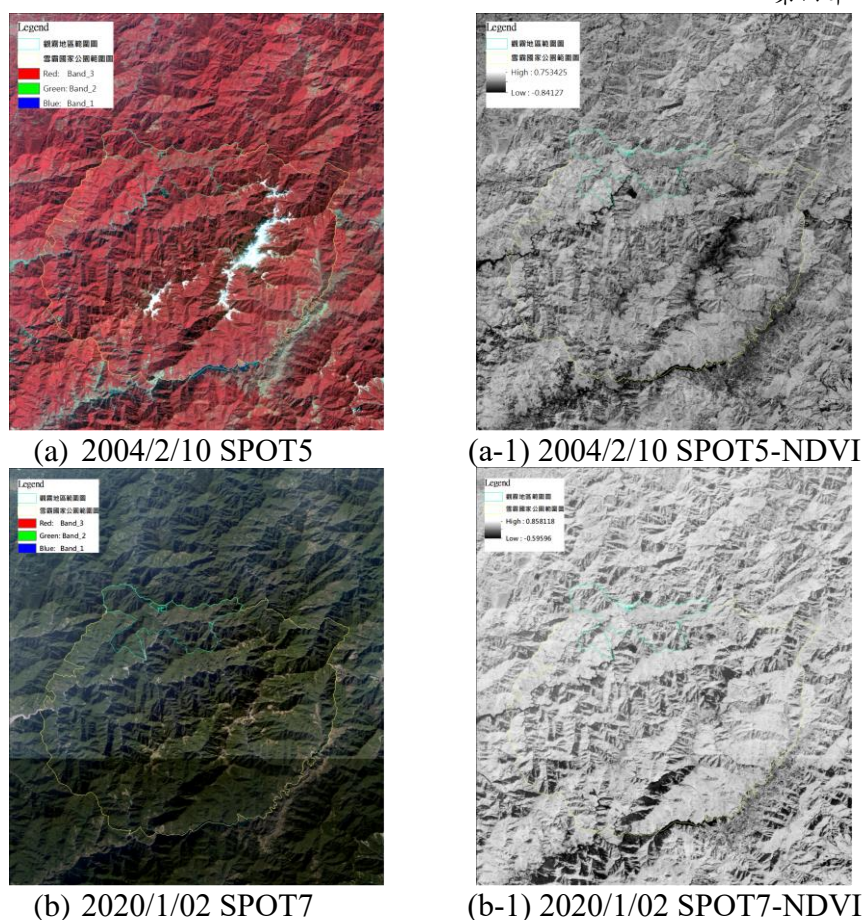 Legend
觀霧地區範圍圖
雪霸國家公園範圍圖
Red: Band_3
Green: Band_2
Blue: Band_1
Legend
觀霧地區範圍圖
雪霸國家公園範圍圖
High : 0.753425
Low : -0.84127
(a) 2004/2/10 SPOT5
(a-1) 2004/2/10 SPOT5-NDVI
Legend
觀霧地區範圍圖
雪霸國家公園範圍圖
Red: Band_3
Green: Band_2
Blue: Band_1
Legend
觀霧地區範圍圖
雪霸國家公園範圍圖
High : 0.858118
Low : -0.59596
(b) 2020/1/02 SPOT7
(b-1) 2020/1/02 SPOT7-NDVI